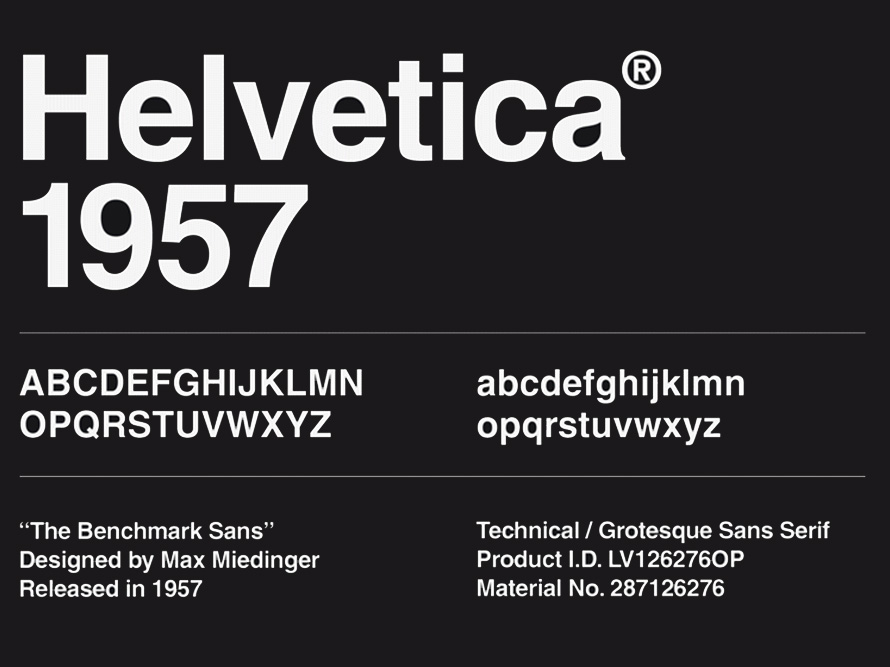 Helvetica®
1957
ABCDEFGHIJKLMN
OPQRSTUVWXYZ
abcdefghijklmn
opqrstuvwxyz
“The Benchmark Sans”
Designed by Max Miedinger
Released in 1957
Technical / Grotesque Sans Serif
Product I.D. LV126276OP
Material No. 287126276